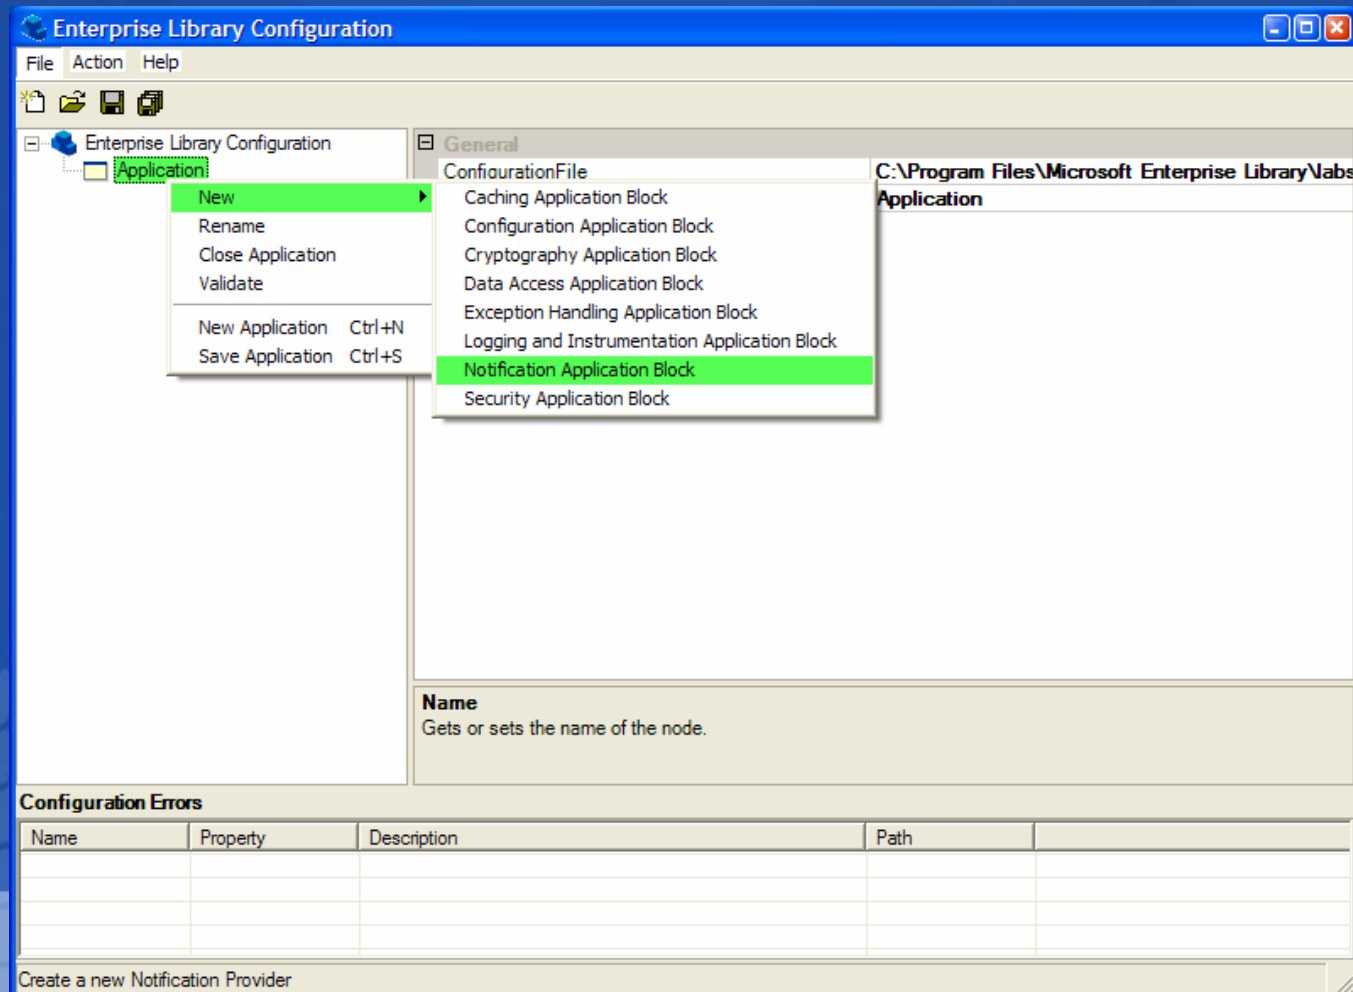 Enterprise Library Configuration
File Action Help
Enterprise Library Configuration
Application
General
ConfigurationFile C:\Program Files\Microsoft Enterprise Library\labs
Application
New
Rename
Close Application
Validate
New Application Ctrl+N
Save Application Ctrl+S
Caching Application Block
Configuration Application Block
Cryptography Application Block
Data Access Application Block
Exception Handling Application Block
Logging and Instrumentation Application Block
Notification Application Block
Security Application Block
Name
Gets or sets the name of the node.
Configuration Errors
Name Property Description Path
Create a new Notification Provider